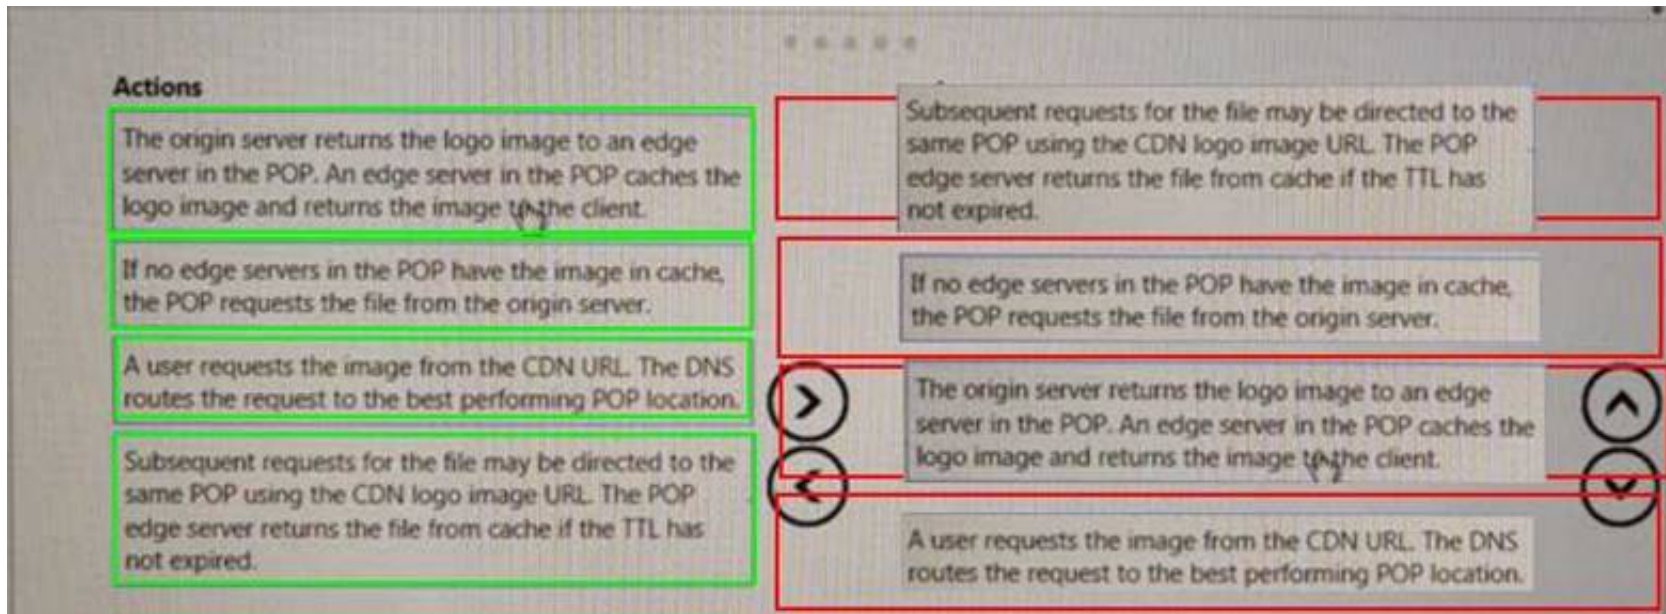 Actions
The origin server returns the logo image to an edge
server in the POP. An edge server in the POP caches the
logo image and returns the image to the client.
If no edge servers in the POP have the image in cache,
the POP requests the file from the origin server.
A user requests the image from the CDN URL. The DNS
routes the request to the best performing POP location.
Subsequent requests for the file may be directed to the
same POP using the CDN logo image URL. The POP
edge server returns the file from cache if the TTL has
not expired.
Subsequent requests for the file may be directed to the
same POP using the CDN logo image URL. The POP
edge server returns the file from cache if the TTL has
not expired.
If no edge servers in the POP have the image in cache,
the POP requests the file from the origin server.
The origin server returns the logo image to an edge
server in the POP. An edge server in the POP caches the
logo image and returns the image to the client.
A user requests the image from the CDN URL. The DNS
routes the request to the best performing POP location.